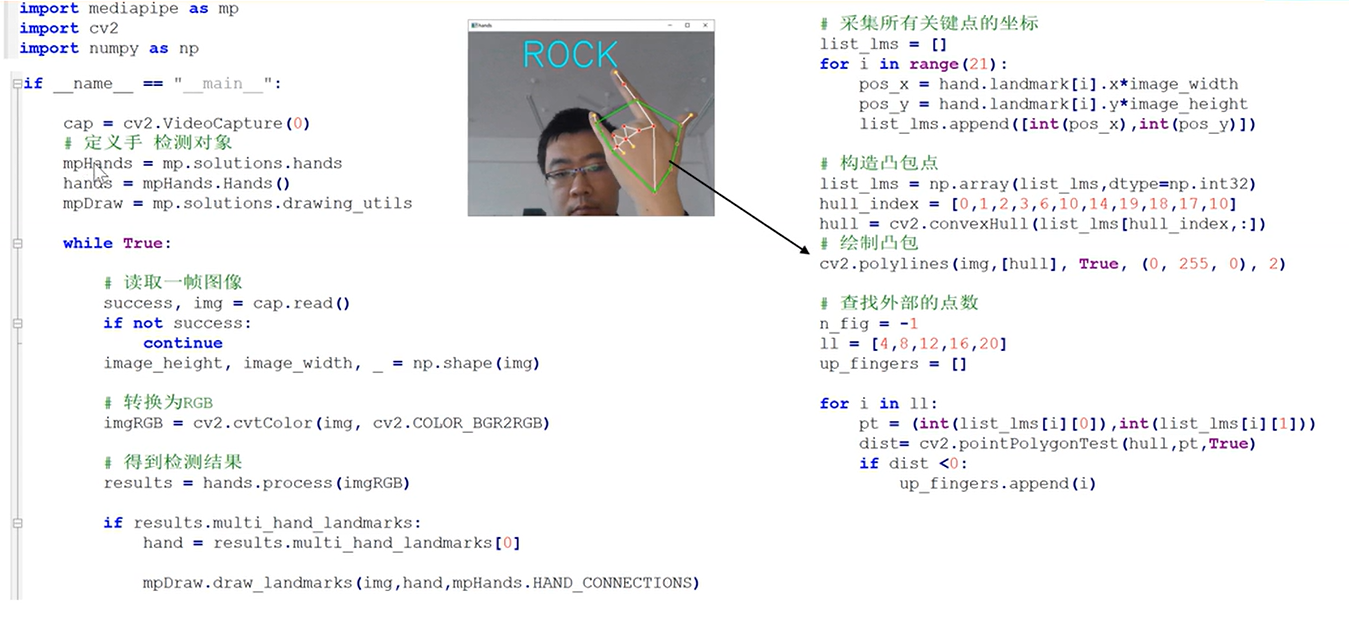 import mediapipe as mp
import cv2
import numpy as np
if __name__ == "__main__":
cap = cv2.VideoCapture(0)
# 定义手 检测对象
mpHands = mp.solutions.hands
hands = mpHands.Hands()
mpDraw = mp.solutions.drawing_utils
while True:
# 读取一帧图像
success, img = cap.read()
if not success:
continue
image_height, image_width, _ = np.shape(img)
# 转换为RGB
imgRGB = cv2.cvtColor(img, cv2.COLOR_BGR2RGB)
# 得到检测结果
results = hands.process(imgRGB)
if results.multi_hand_landmarks:
hand = results.multi_hand_landmarks[0]
mpDraw.draw_landmarks(img,hand,mpHands.HAND_CONNECTIONS)
hands
ROCK
# 采集所有关键点的坐标
list_lms = []
for i in range(21):
pos_x = hand.landmark[i].x*image_width
pos_y = hand.landmark[i].y*image_height
list_lms.append([int(pos_x),int(pos_y)])
# 构造凸包点
list_lms = np.array(list_lms,dtype=np.int32)
hull_index = [0,1,2,3,6,10,14,19,18,17,10]
hull = cv2.convexHull(list_lms[hull_index,:])
# 绘制凸包
cv2.polylines(img,[hull], True, (0, 255, 0), 2)
# 查找外部的点数
n_fig = -1
ll = [4,8,12,16,20]
up_fingers = []
for i in ll:
pt = (int(list_lms[i][0]),int(list_lms[i][1]))
dist= cv2.pointPolygonTest(hull,pt,True)
if dist <0:
up_fingers.append(i)